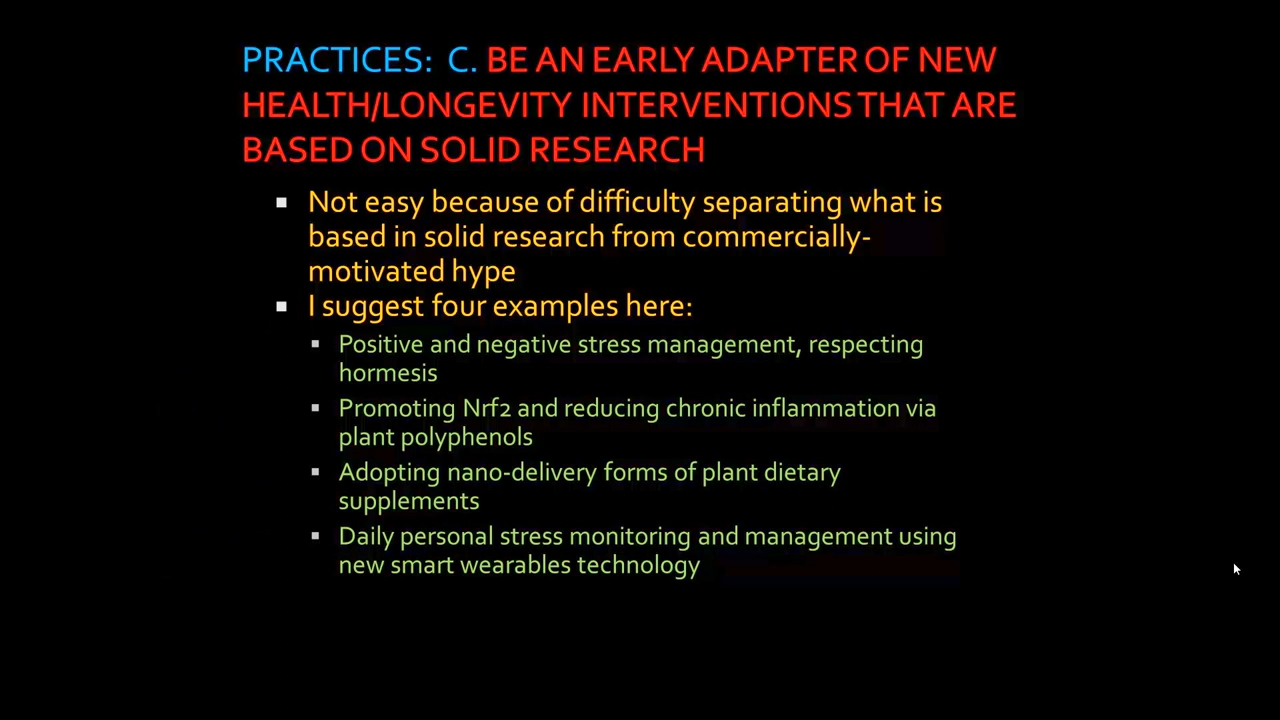 PRACTICES: C. BE AN EARLY ADAPTER OF NEW
HEALTH/LONGEVITY INTERVENTIONS THAT ARE
BASED ON SOLID RESEARCH
Not easy because of difficulty separating what is
based in solid research from commercially-
motivated hype
I suggest four examples here:
Positive and negative stress management, respecting
hormesis
Promoting Nrf2 and reducing chronic inflammation via
plant polyphenols
Adopting nano-delivery forms of plant dietary
supplements
Daily personal stress monitoring and management using
new smart wearables technology